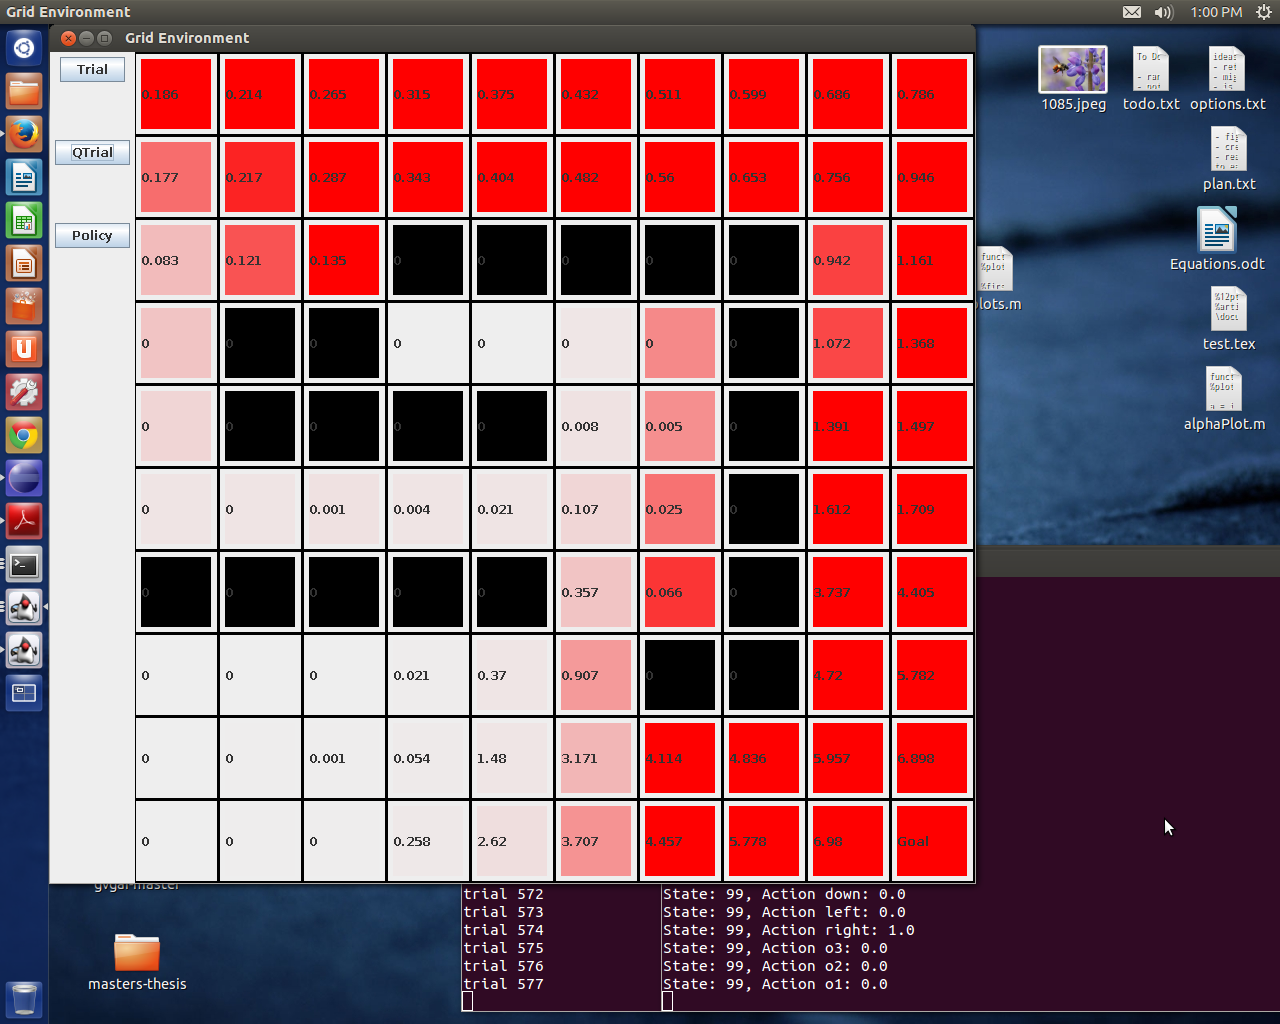 Grid Environment
1:00 PM
Grid Environment
Trial
0.186 0.214 0.265 0.315 0.375 0.432 0.511 0.599 0.686 0.786
QTrial
0.177 0.217 0.287 0.343 0.404 0.482 0.56 0.653 0.756 0.946
Policy
0.083 0.121 0.135 0 0 0 0 0 0.942 1.161
0 0 0 0 0 0 0 0 1.072 1.368
0 0 0 0 0 0.008 0.005 0 1.391 1.497
0 0 0.001 0.004 0.021 0.107 0.025 0 1.612 1.709
0 0 0 0 0 0.357 0.066 0 3.737 4.405
0 0 0 0.021 0.37 0.907 0 0 4.72 5.782
0 0 0.001 0.054 1.48 3.171 4.114 4.836 5.957 6.898
0 0 0 0.258 2.62 3.707 4.457 5.778 6.98 Goal
1085.jpeg
todo.txt
options.txt
plan.txt
Equations.odt
lots.m
test.tex
alphaPlot.m
gvgai-master
masters-thesis
trial 572
trial 573
trial 574
trial 575
trial 576
trial 577
State: 99, Action down: 0.0
State: 99, Action left: 0.0
State: 99, Action right: 1.0
State: 99, Action o3: 0.0
State: 99, Action o2: 0.0
State: 99, Action o1: 0.0